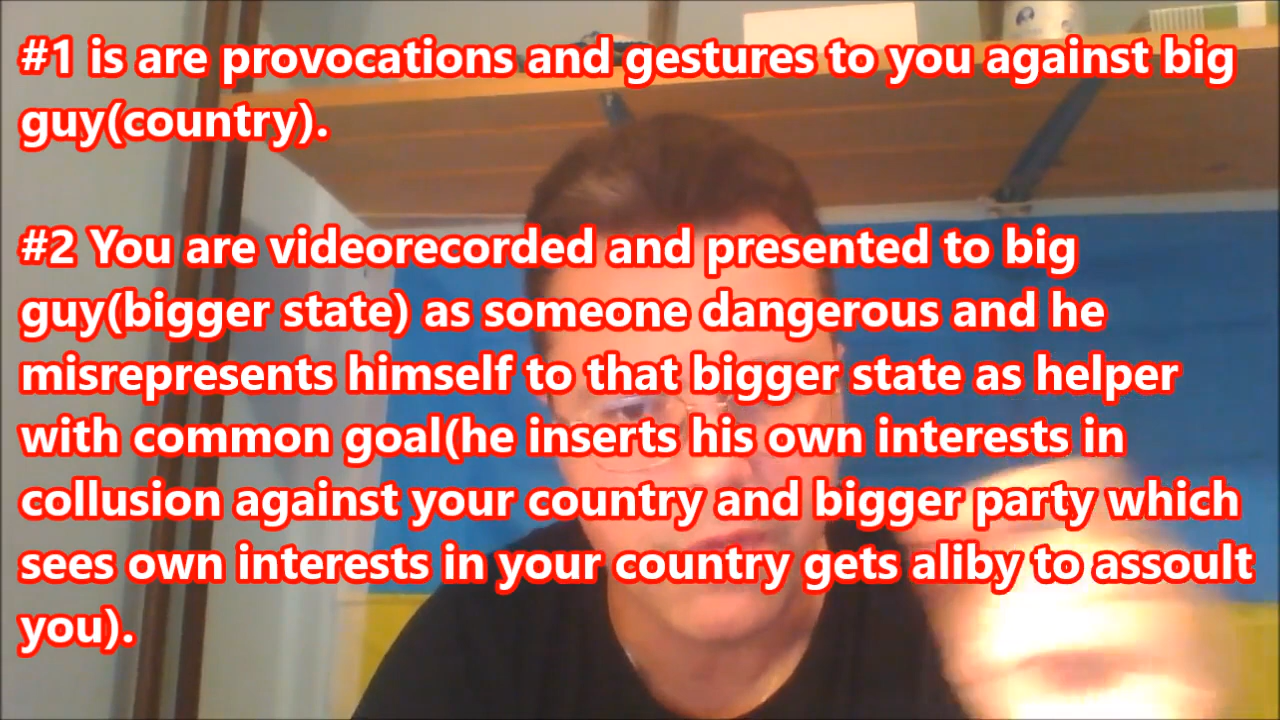 #1 is are provocations and gestures to you against big
guy(country).
#2 You are videorecorded and presented to big
guy(bigger state) as someone dangerous and he
misrepresents himself to that bigger state as helper
with common goal(he inserts his own interests in
collusion against your country and bigger party which
sees own interests in your country gets aliby to assoult
you).